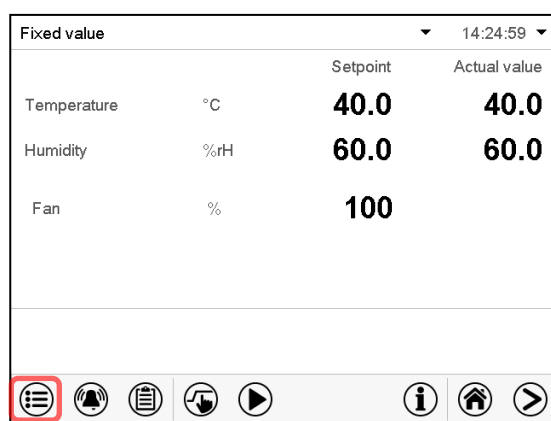 Fixed value 14:24:59
Setpoint Actual value
Temperature °C 40.0 40.0
Humidity %rH 60.0 60.0
Fan % 100